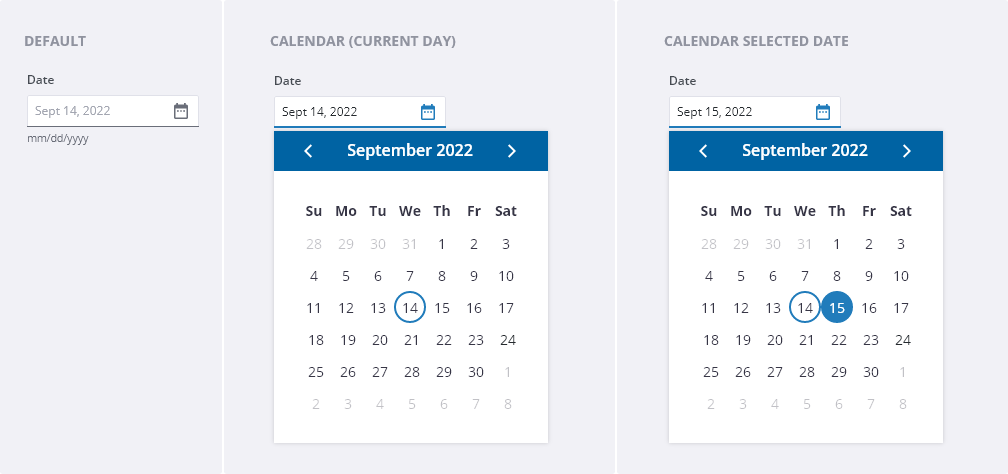 DEFAULT
Date
Sept 14, 2022
mm/dd/yyyy
CALENDAR (CURRENT DAY)
Date
Sept 14, 2022
September 2022
Su Mo Tu We Th Fr Sat
28 29 30 31 1 2 3
4 5 6 7 8 9 10
11 12 13 14 15 16 17
18 19 20 21 22 23 24
25 26 27 28 29 30 1
2 3 4 5 6 7 8
CALENDAR SELECTED DATE
Date
Sept 15, 2022
September 2022
Su Mo Tu We Th Fr Sat
28 29 30 31 1 2 3
4 5 6 7 8 9 10
11 12 13 14 15 16 17
18 19 20 21 22 23 24
25 26 27 28 29 30 1
2 3 4 5 6 7 8